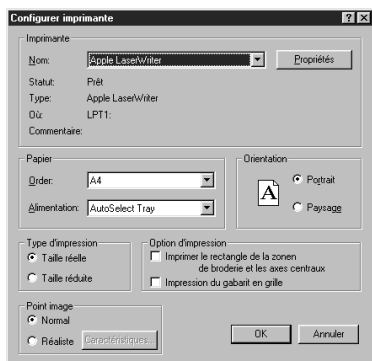 Configurer imprimante
Imprimante
Nom: Apple LaserWriter Propriétés
Statut: Prêt
Type: Apple LaserWriter
Où: LPT1:
Commentaire:
Papier
Order: A4
Alimentation: AutoSelect Tray
Orientation
Portrait
Paysage
Type d'impression
Taille réelle
Taille réduite
Option d'impression
Imprimer le rectangle de la zonen
de broderie et les axes centraux
Impression du gabarit en grille
Point image
Normal
Réaliste Caractéristiques...
OK Annuler